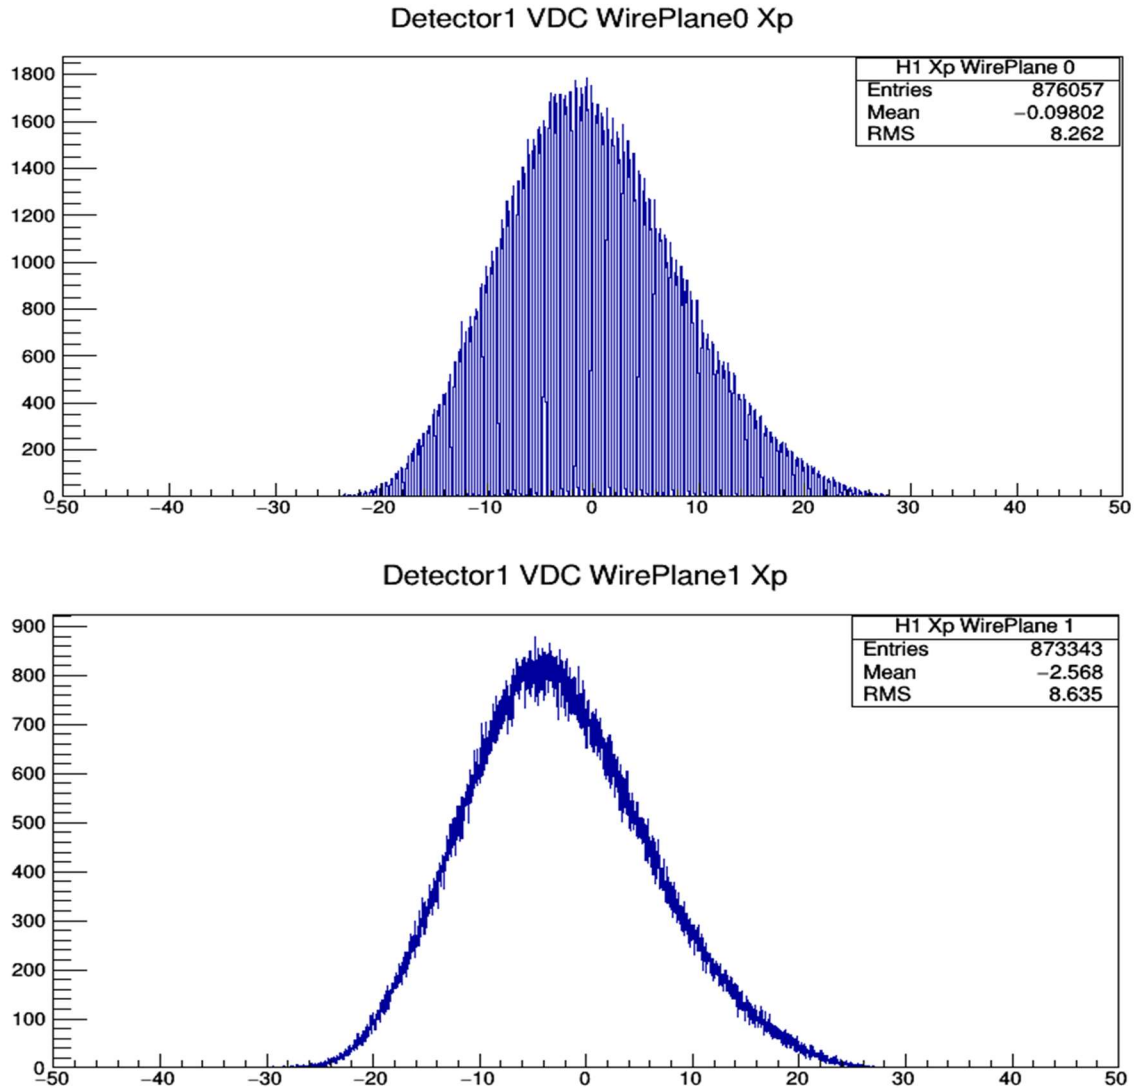 Detector1 VDC WirePlane0 Xp
H1 Xp WirePlane 0
Entries 876057
Mean −0.09802
RMS 8.262
1800
1600
1400
1200
1000
800
600
400
200
0
−50 −40 −30 −20 −10 0 10 20 30 40 50
Detector1 VDC WirePlane1 Xp
H1 Xp WirePlane 1
Entries 873343
Mean −2.568
RMS 8.635
900
800
700
600
500
400
300
200
100
0
−50 −40 −30 −20 −10 0 10 20 30 40 50